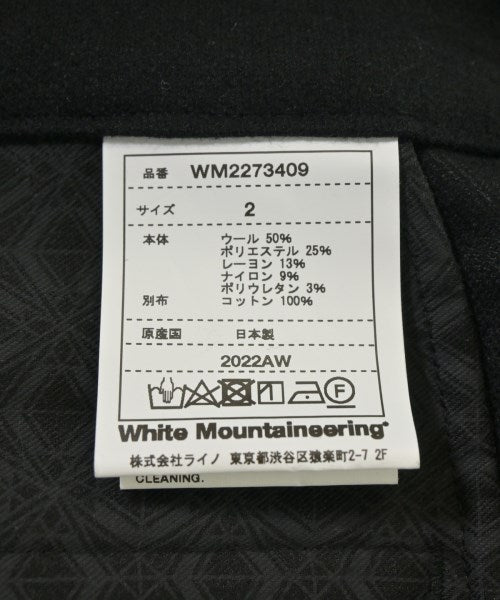 品番 WM2273409
サイズ 2
本体 ウール 50%
ポリエステル 25%
レーヨン 13%
ナイロン 9%
ポリウレタン 3%
別布 コットン 100%
原産国 日本製
2022AW
F
White Mountaineering®
株式会社ライノ 東京都渋谷区猿楽町2-7 2F
CLEANING.